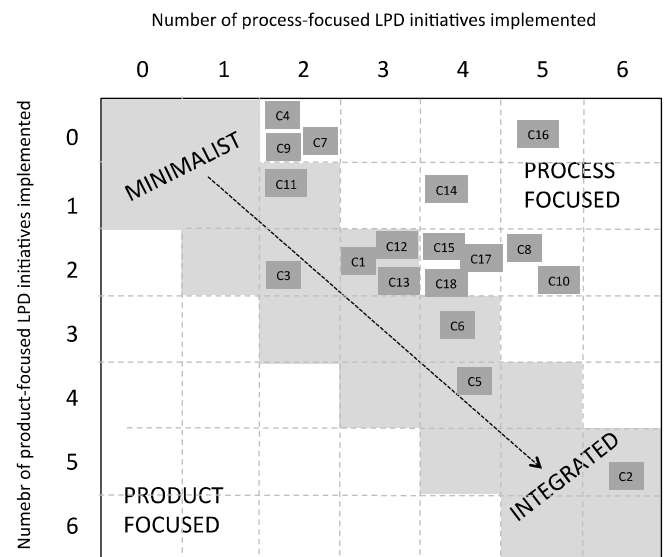 Number of process-focused LPD initiatives implemented
0 1 2 3 4 5 6
Numebr of product-focused LPD initiatives implemented
0
1
2
3
4
5
6
MINIMALIST
C4
C9 C7
C16
PROCESS
FOCUSED
C11
C14
C12 C15 C8
C1 C17
C3 C13 C18 C10
C6
C5
INTEGRATED
C2
PRODUCT
FOCUSED